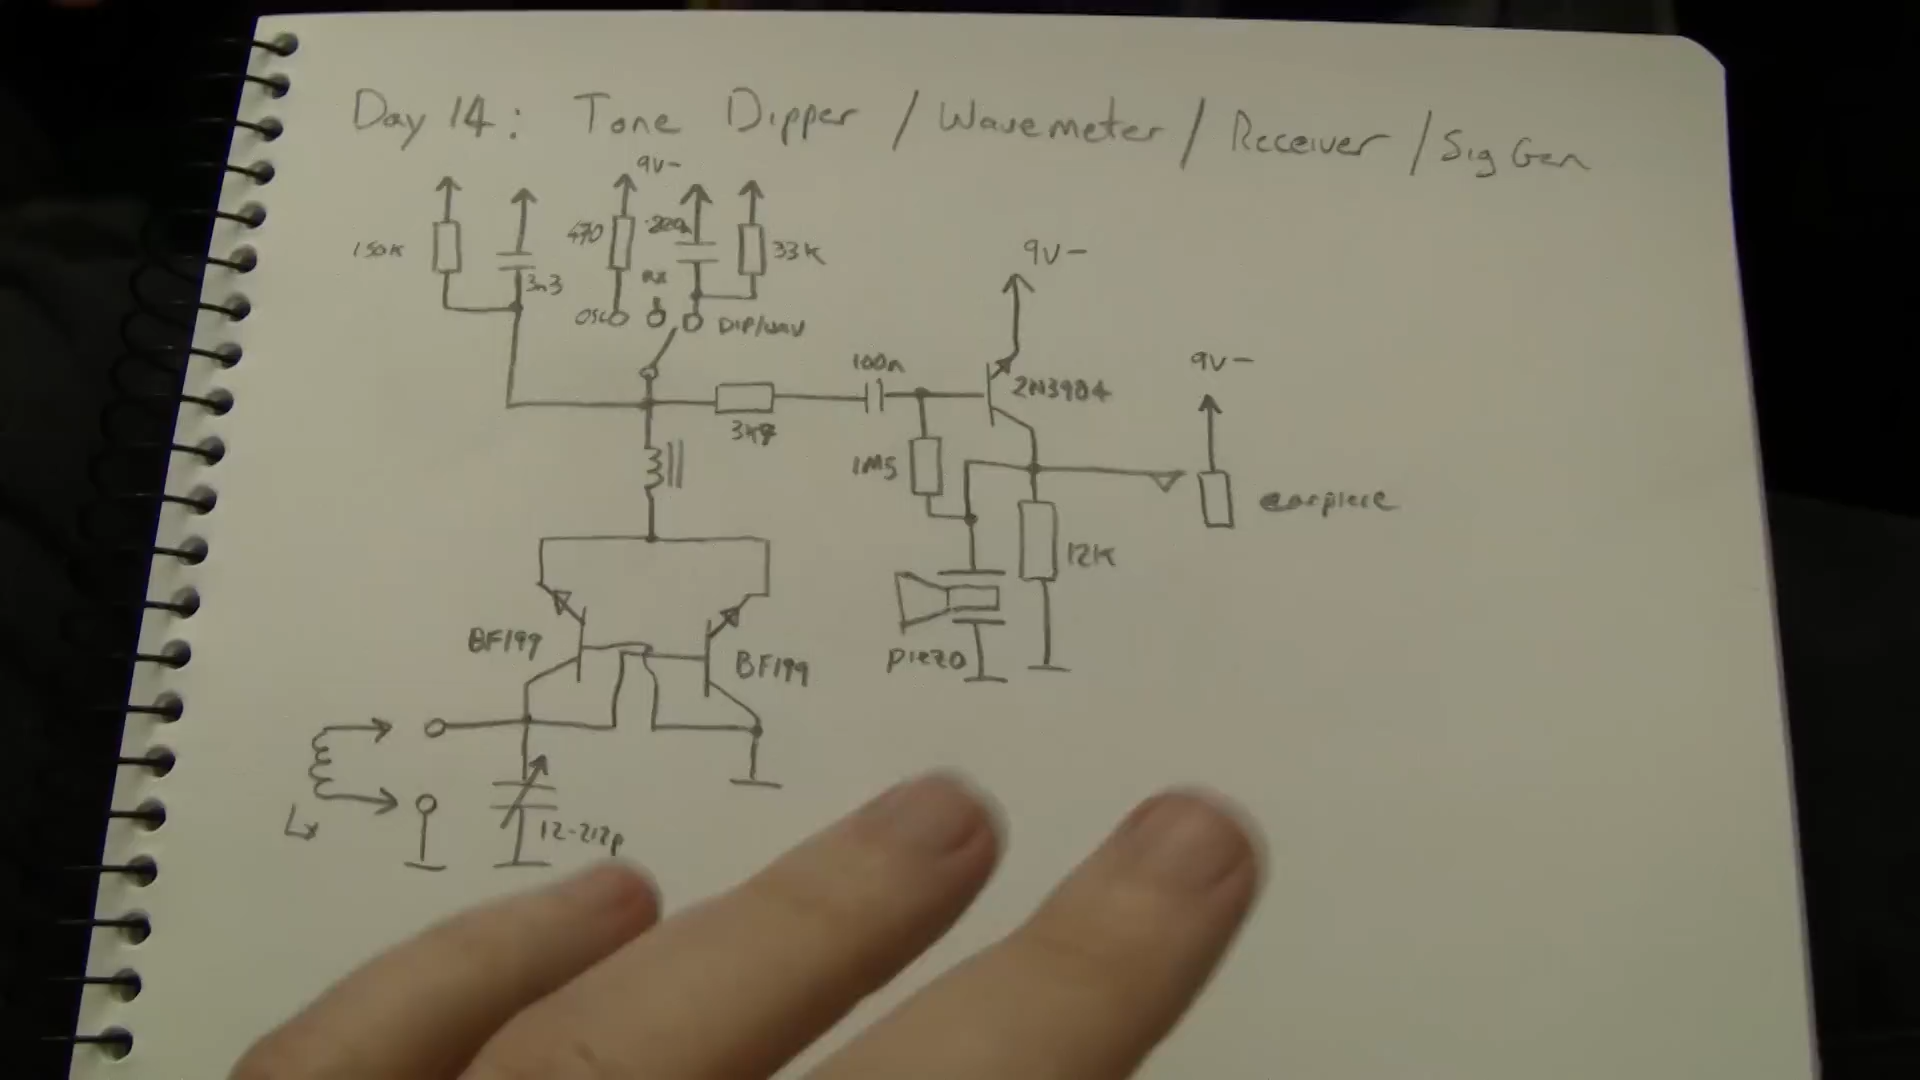 Day 14: Tone Dipper / Wavemeter / Receiver / Sig Gen
9V-
150K
3n3
470
33K
OSC
RX
DIP/WAV
9V-
100n
2N3904
9V-
1M5
earpiece
12K
BF199
BF199
piezo
Lx
12-212p